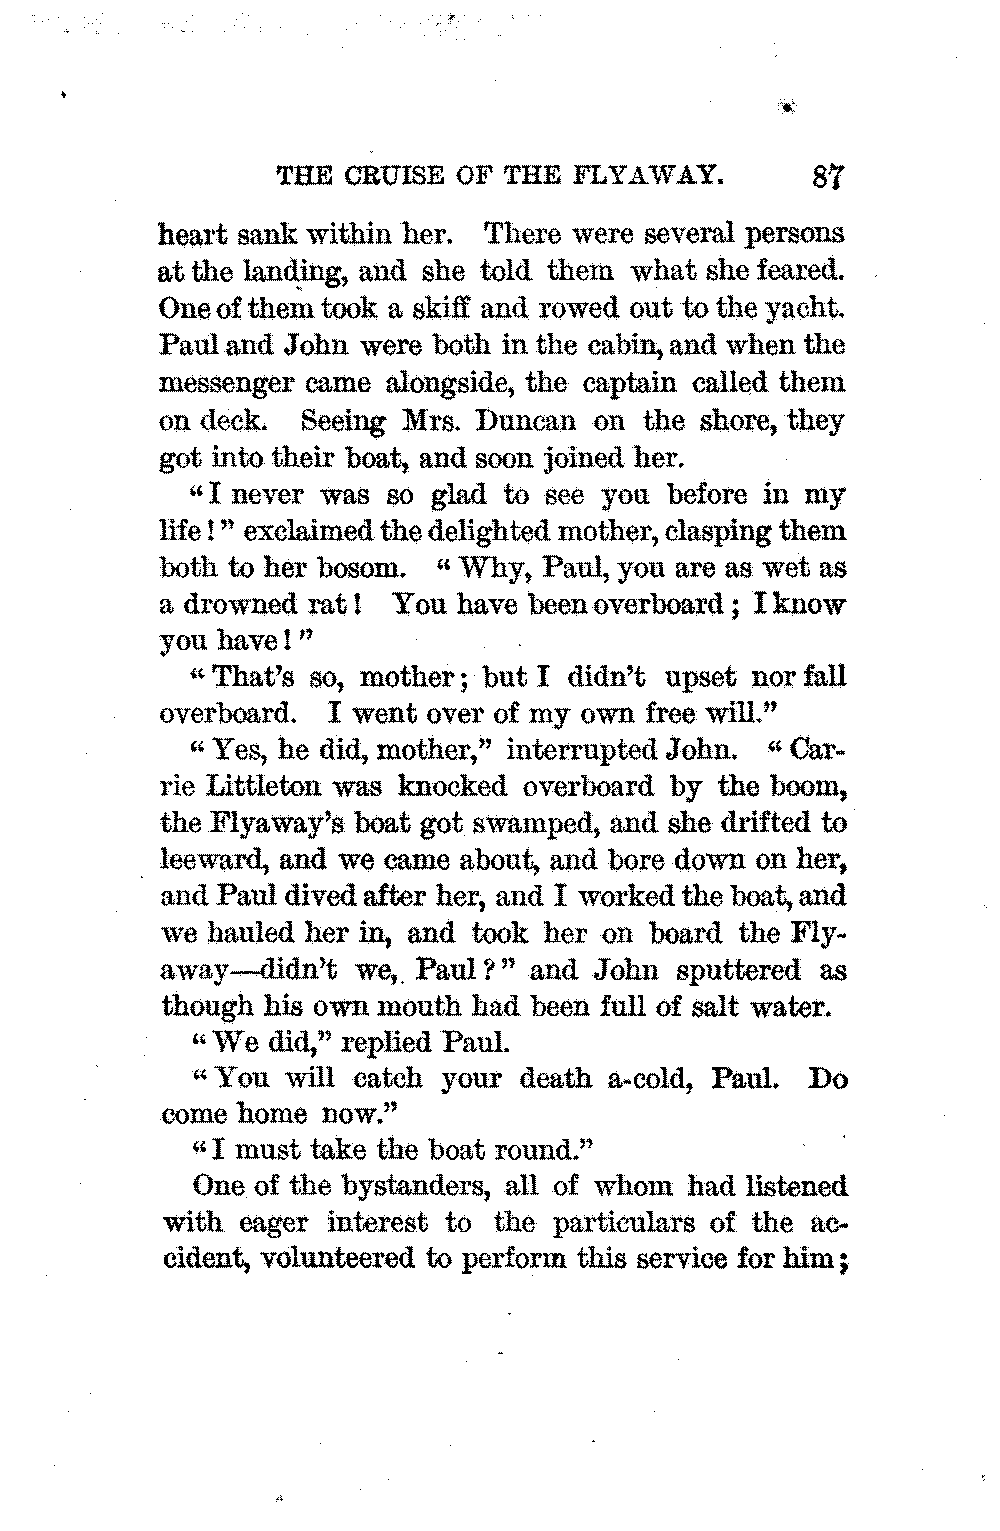 THE CRUISE OF THE FLYAWAY. 87
heart sank within her. There were several persons
at the landing, and she told them what she feared.
One of them took a skiff and rowed out to the yacht.
Paul and John were both in the cabin, and when the
messenger came alongside, the captain called them
on deck. Seeing Mrs. Duncan on the shore, they
got into their boat, and soon joined her.
“I never was so glad to see you before in my
life!” exclaimed the delighted mother, clasping them
both to her bosom. “Why, Paul, you are as wet as
a drowned rat! You have been overboard; I know
you have!”
“That’s so, mother; but I didn’t upset nor fall
overboard. I went over of my own free will.”
“Yes, he did, mother,” interrupted John. “Car-
rie Littleton was knocked overboard by the boom,
the Flyaway’s boat got swamped, and she drifted to
leeward, and we came about, and bore down on her,
and Paul dived after her, and I worked the boat, and
we hauled her in, and took her on board the Fly-
away—didn’t we, Paul?” and John sputtered as
though his own mouth had been full of salt water.
“We did,” replied Paul.
“You will catch your death a-cold, Paul. Do
come home now.”
“I must take the boat round.”
One of the bystanders, all of whom had listened
with eager interest to the particulars of the ac-
cident, volunteered to perform this service for him;